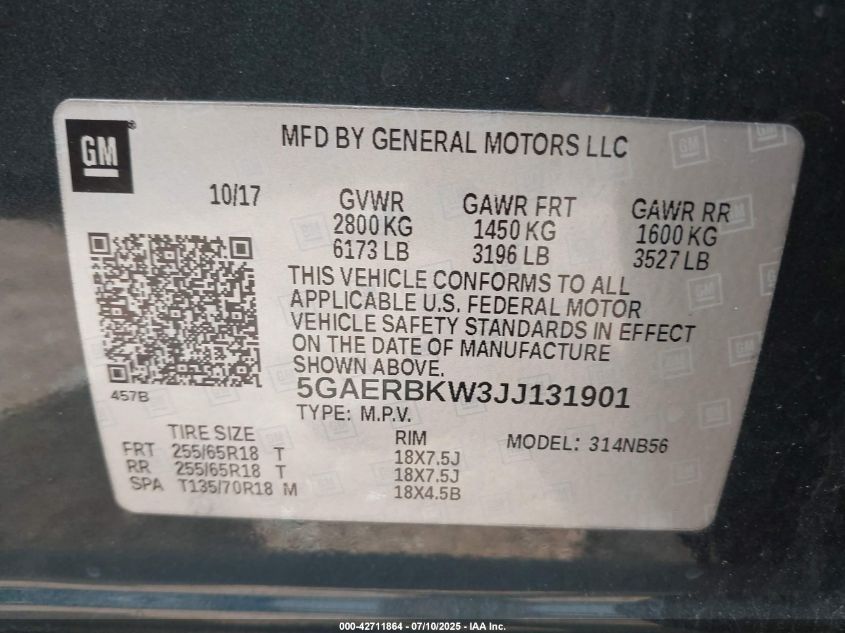 GM®
MFD BY GENERAL MOTORS LLC
10/17
GVWR
2800 KG
6173 LB
GAWR FRT
1450 KG
3196 LB
GAWR RR
1600 KG
3527 LB
THIS VEHICLE CONFORMS TO ALL
APPLICABLE U.S. FEDERAL MOTOR
VEHICLE SAFETY STANDARDS IN EFFECT
ON THE DATE OF MANUFACTURE
SHOWN ABOVE.
457B
5GAERBKW3JJ131901
TYPE: M.P.V.
MODEL: 314NB56
TIRE SIZE
RIM
FRT 255/65R18 T 18X7.5J
RR 255/65R18 T 18X7.5J
SPA T135/70R18 M 18X4.5B
000-42711864 - 07/10/2025 - IAA Inc.